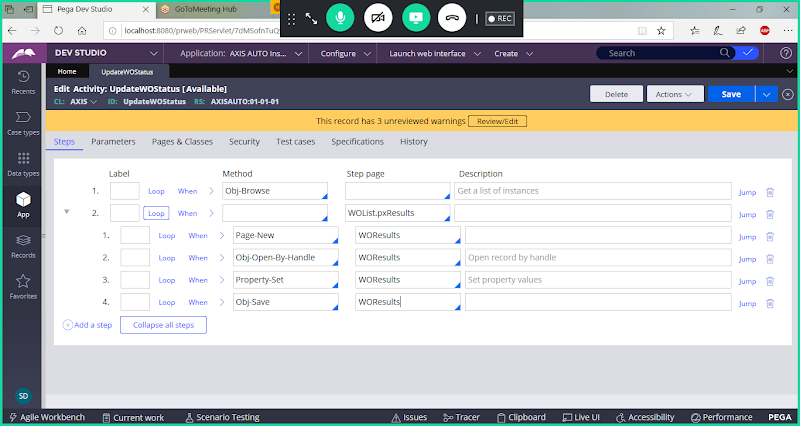 Pega Dev Studio
GoToMeeting Hub
REC
DEV STUDIO
Application: AXIS AUTO Ins...
Configure
Launch web interface
Create
Search
Recents
Case types
Data types
App
Records
Favorites
SD
Home
UpdateWOStatus
Edit Activity: UpdateWOStatus [Available]
CL: AXIS ID: UpdateWOStatus RS: AXISAUTO:01-01-01
Delete
Actions
Save
This record has 3 unreviewed warnings Review/Edit
Steps Parameters Pages & Classes Security Test cases Specifications History
Label Method Step page Description
1. Loop When Obj-Browse Get a list of instances Jump
2. Loop When WOList.pxResults Jump
1. Loop When Page-New WOResults Jump
2. Loop When Obj-Open-By-Handle WOResults Open record by handle Jump
3. Loop When Property-Set WOResults Set property values Jump
4. Loop When Obj-Save WOResults Jump
Add a step Collapse all steps
Agile Workbench Current work Scenario Testing Issues Tracer Clipboard Live UI Accessibility Performance PEGA